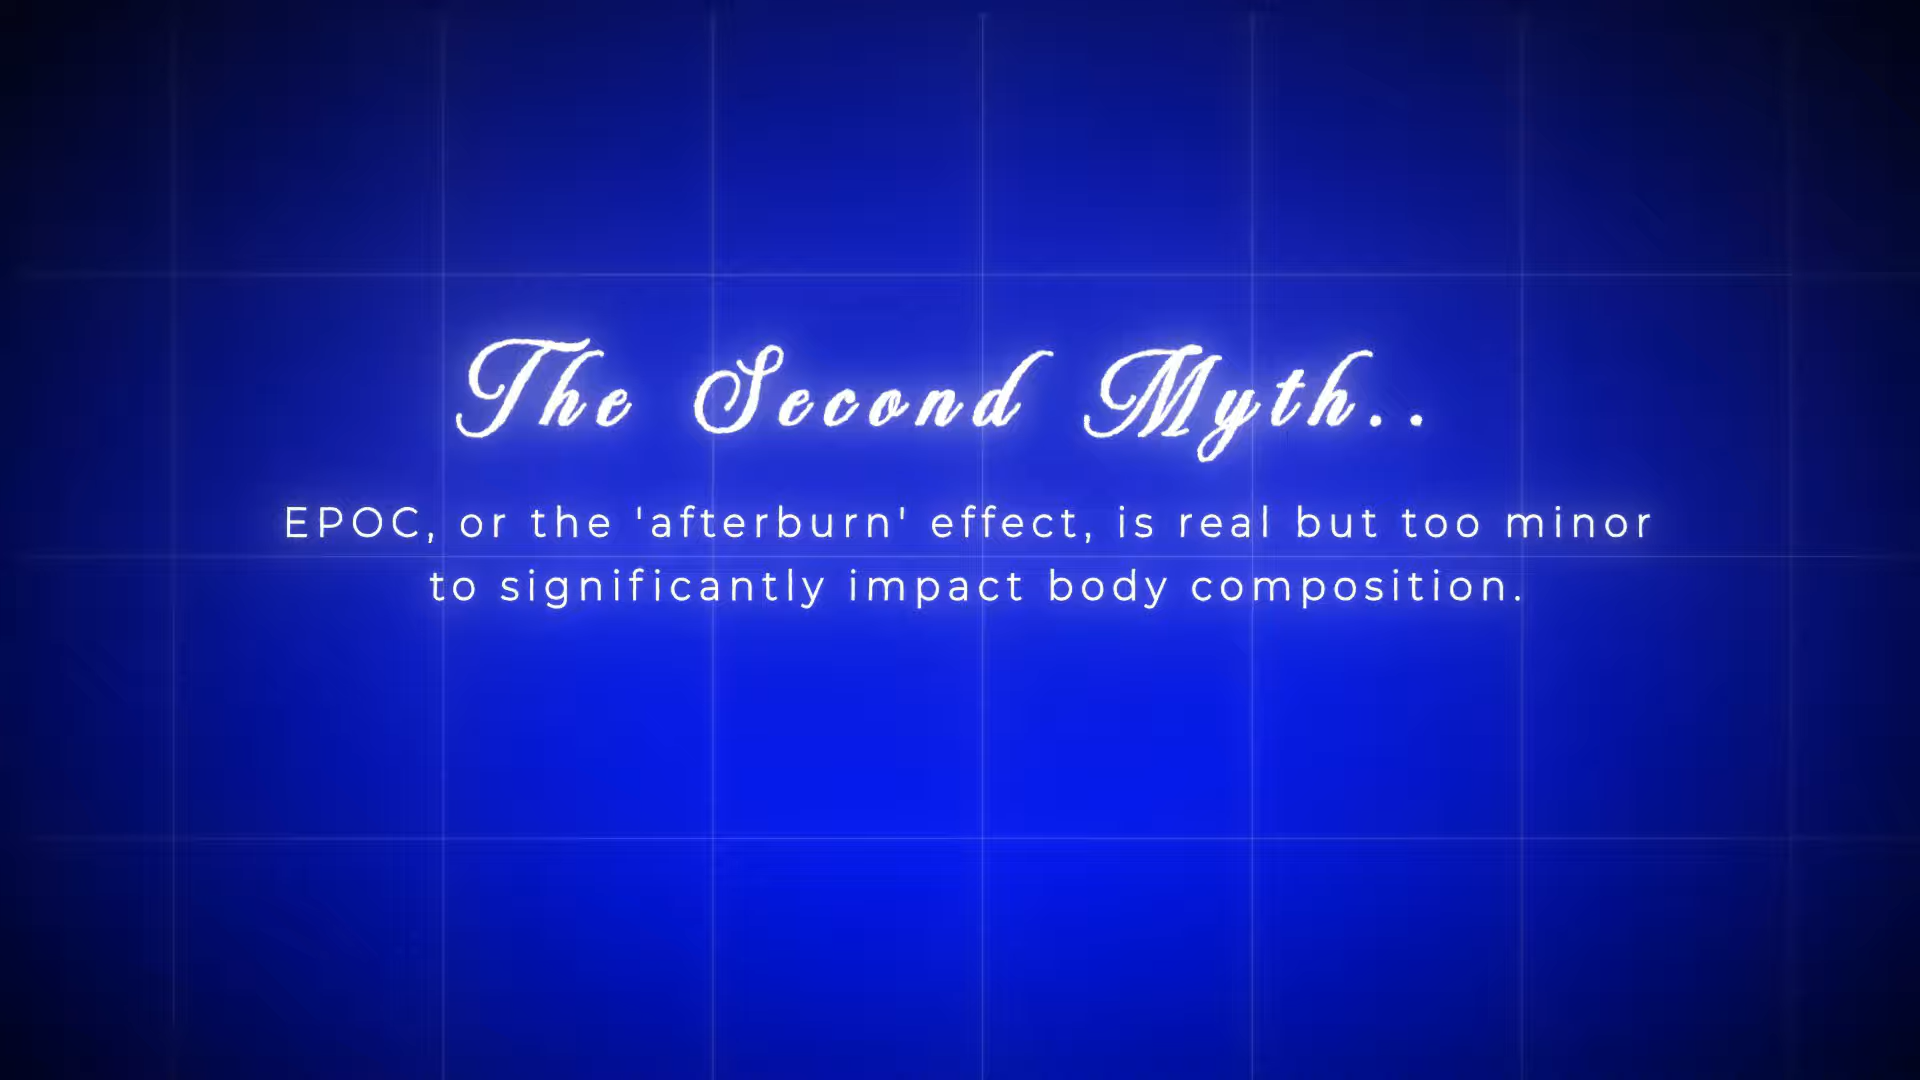 The Second Myth..
EPOC, or the 'afterburn' effect, is real but too minor
to significantly impact body composition.